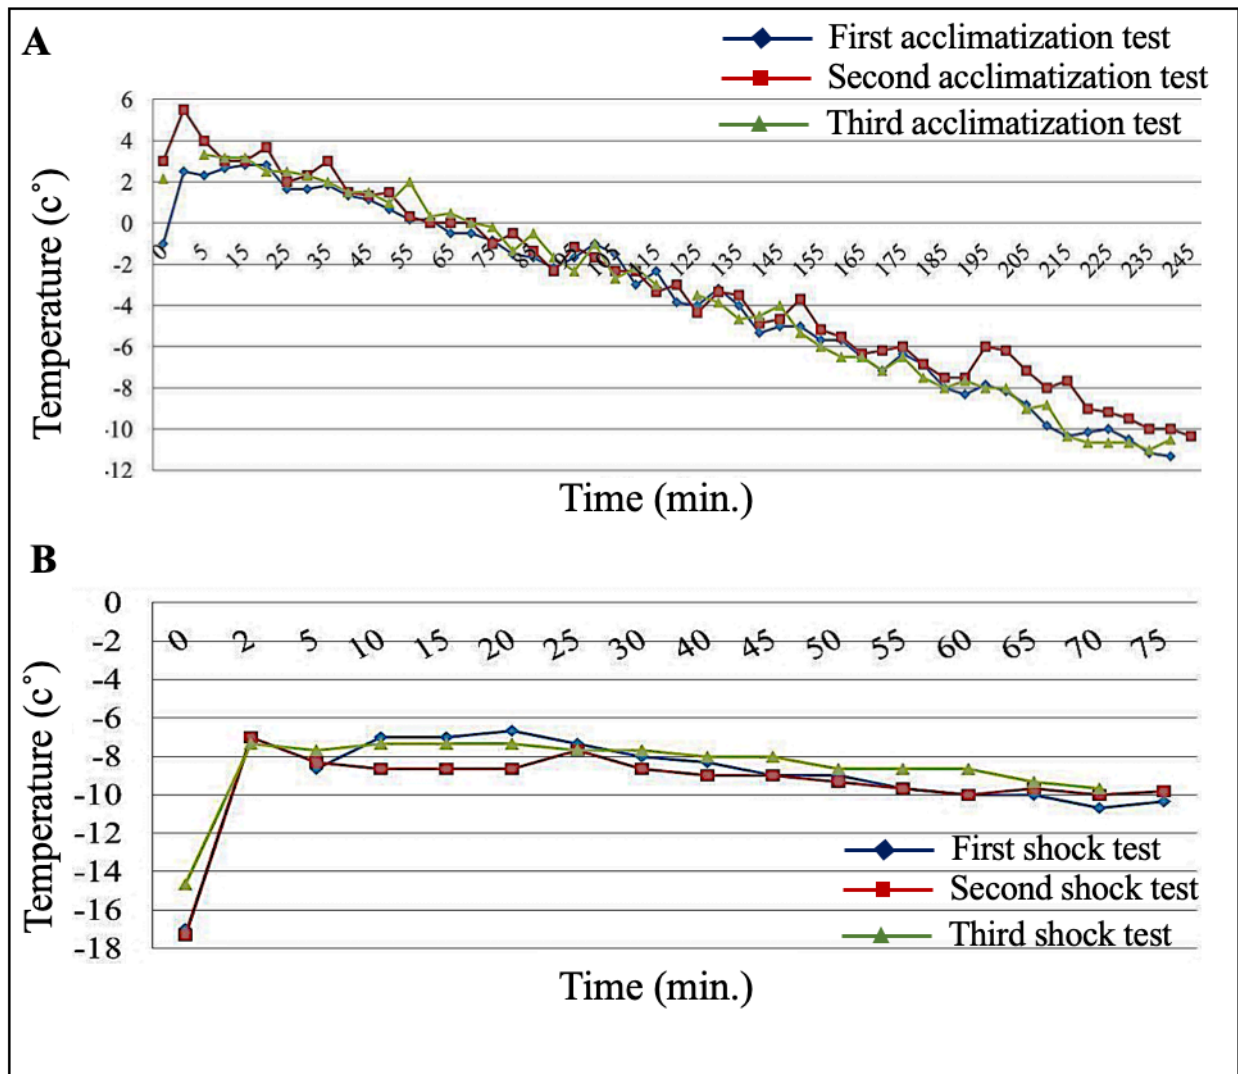 A
First acclimatization test
Second acclimatization test
Third acclimatization test
6
4
2
0
-2
-4
-6
-8
-10
-12
Temperature (c˚)
0 5 15 25 35 45 55 65 75 115 125 135 145 155 165 175 185 195 205 215 225 235 245
Time (min.)
B
0
-2
-4
-6
-8
-10
-12
-14
-16
-18
Temperature (c˚)
0 2 5 10 15 20 25 30 40 45 50 55 60 65 70 75
First shock test
Second shock test
Third shock test
Time (min.)